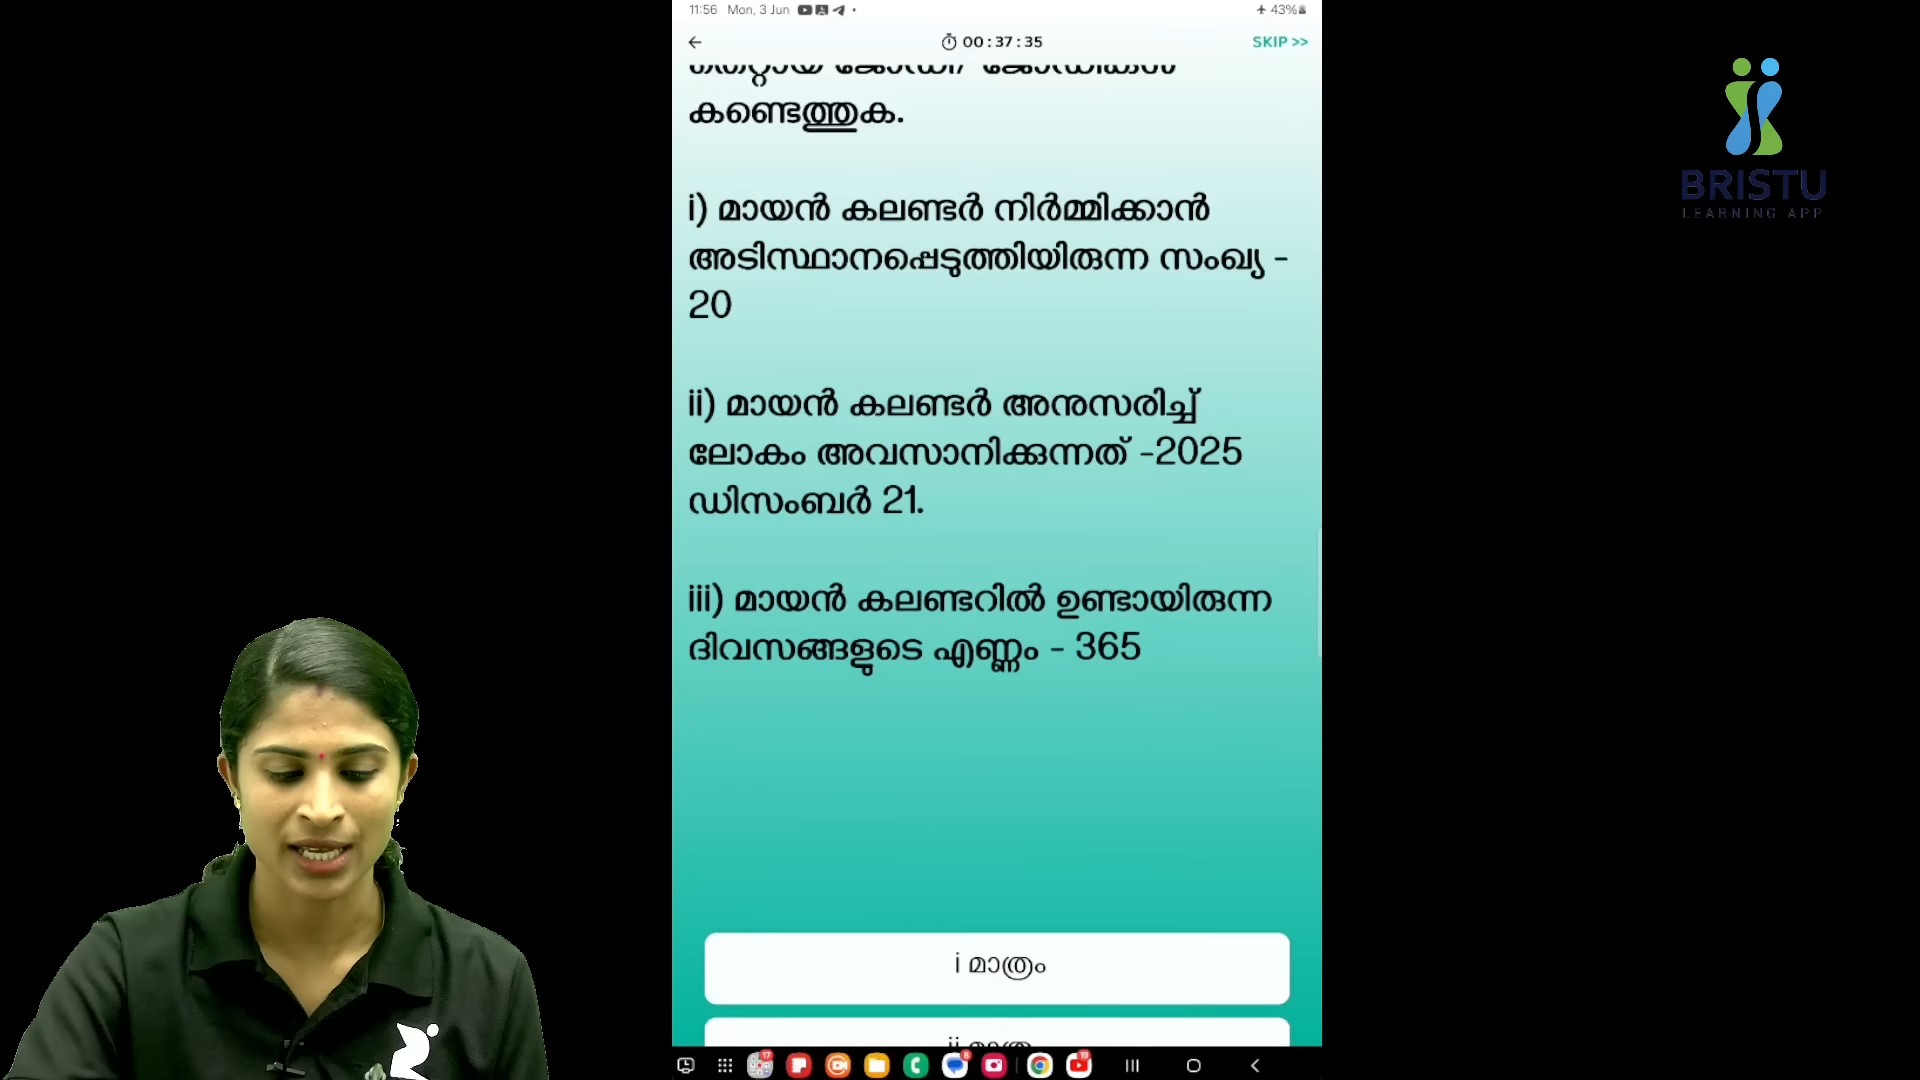 11:56 Mon, 3 Jun
43%
00 : 37 : 35
SKIP >>
തെറ്റായ ജോഡി/ ജോഡികൾ
കണ്ടെത്തുക.
i) മായൻ കലണ്ടർ നിർമ്മിക്കാൻ
അടിസ്ഥാനപ്പെടുത്തിയിരുന്ന സംഖ്യ -
20
ii) മായൻ കലണ്ടർ അനുസരിച്ച്
ലോകം അവസാനിക്കുന്നത് -2025
ഡിസംബർ 21.
iii) മായൻ കലണ്ടറിൽ ഉണ്ടായിരുന്ന
ദിവസങ്ങളുടെ എണ്ണം - 365
i മാത്രം
ii മാത്രം
BRISTU
LEARNING APP